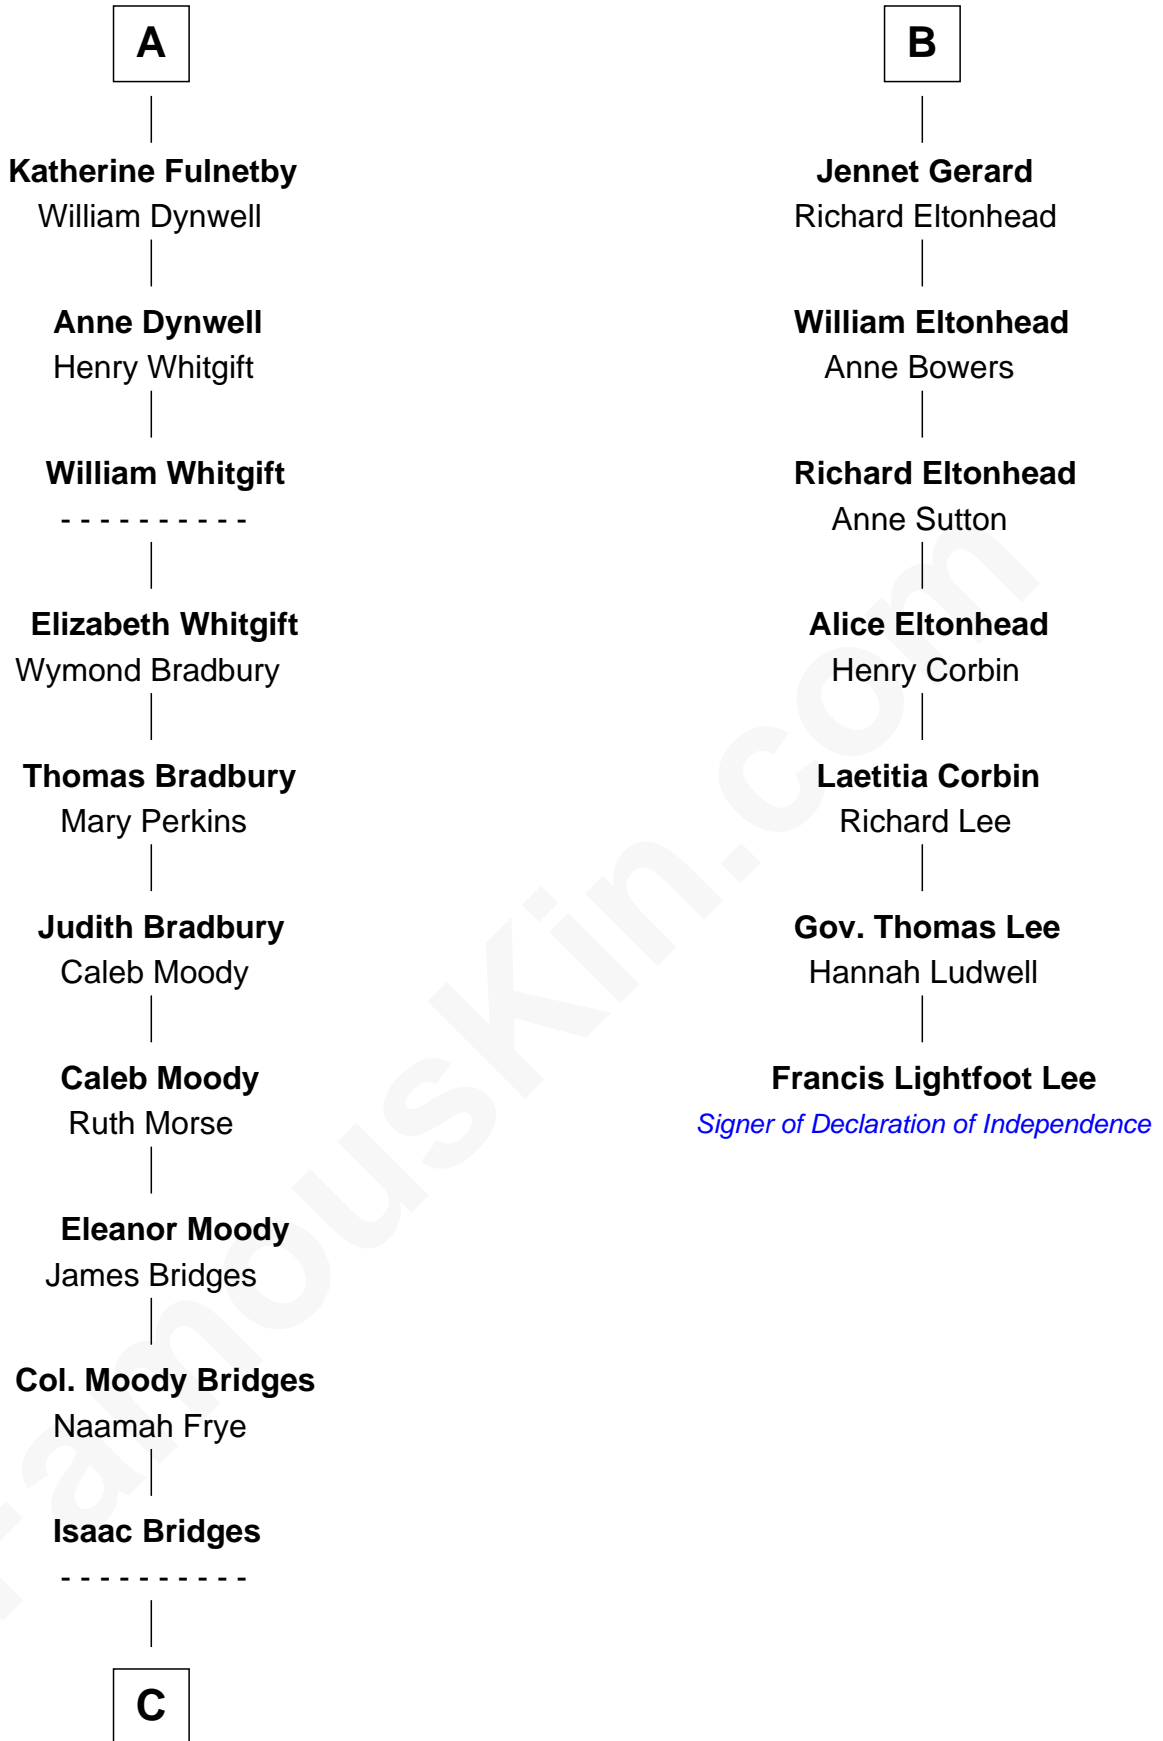 A
Katherine Fulnetby
William Dynwell
Anne Dynwell
Henry Whitgift
William Whitgift
- - - - - - - - - -
Elizabeth Whitgift
Wymond Bradbury
Thomas Bradbury
Mary Perkins
Judith Bradbury
Caleb Moody
Caleb Moody
Ruth Morse
Eleanor Moody
James Bridges
Col. Moody Bridges
Naamah Frye
Isaac Bridges
- - - - - - - - - -
C
B
Jennet Gerard
Richard Eltonhead
William Eltonhead
Anne Bowers
Richard Eltonhead
Anne Sutton
Alice Eltonhead
Henry Corbin
Laetitia Corbin
Richard Lee
Gov. Thomas Lee
Hannah Ludwell
Francis Lightfoot Lee
Signer of Declaration of Independence
FamousKin.com